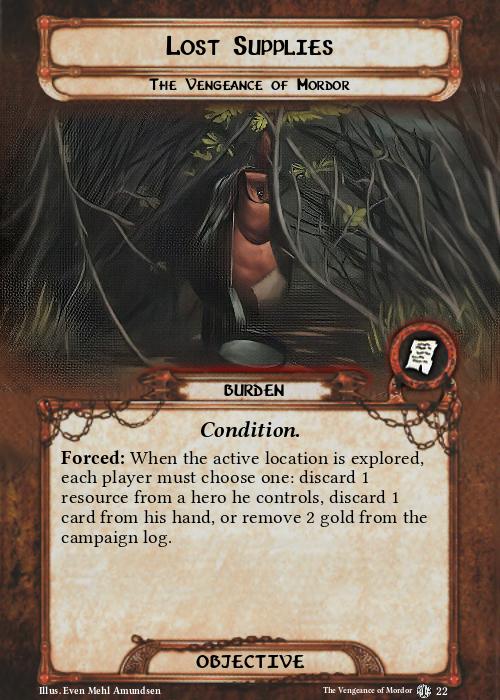 Lost Supplies
The Vengeance of Mordor
BURDEN
Condition.
Forced: When the active location is explored,
each player must choose one: discard 1
resource from a hero he controls, discard 1
card from his hand, or remove 2 gold from the
campaign log.
OBJECTIVE
Illus. Even Mehl Amundsen
The Vengeance of Mordor 22